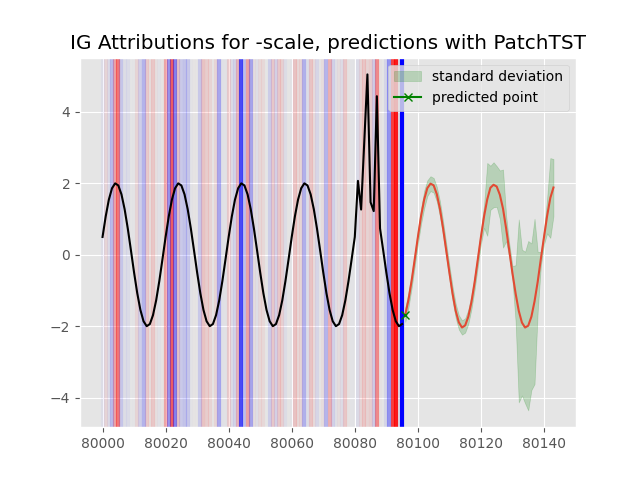 IG Attributions for -scale, predictions with PatchTST
standard deviation
predicted point
4
2
0
−2
−4
80000 80020 80040 80060 80080 80100 80120 80140